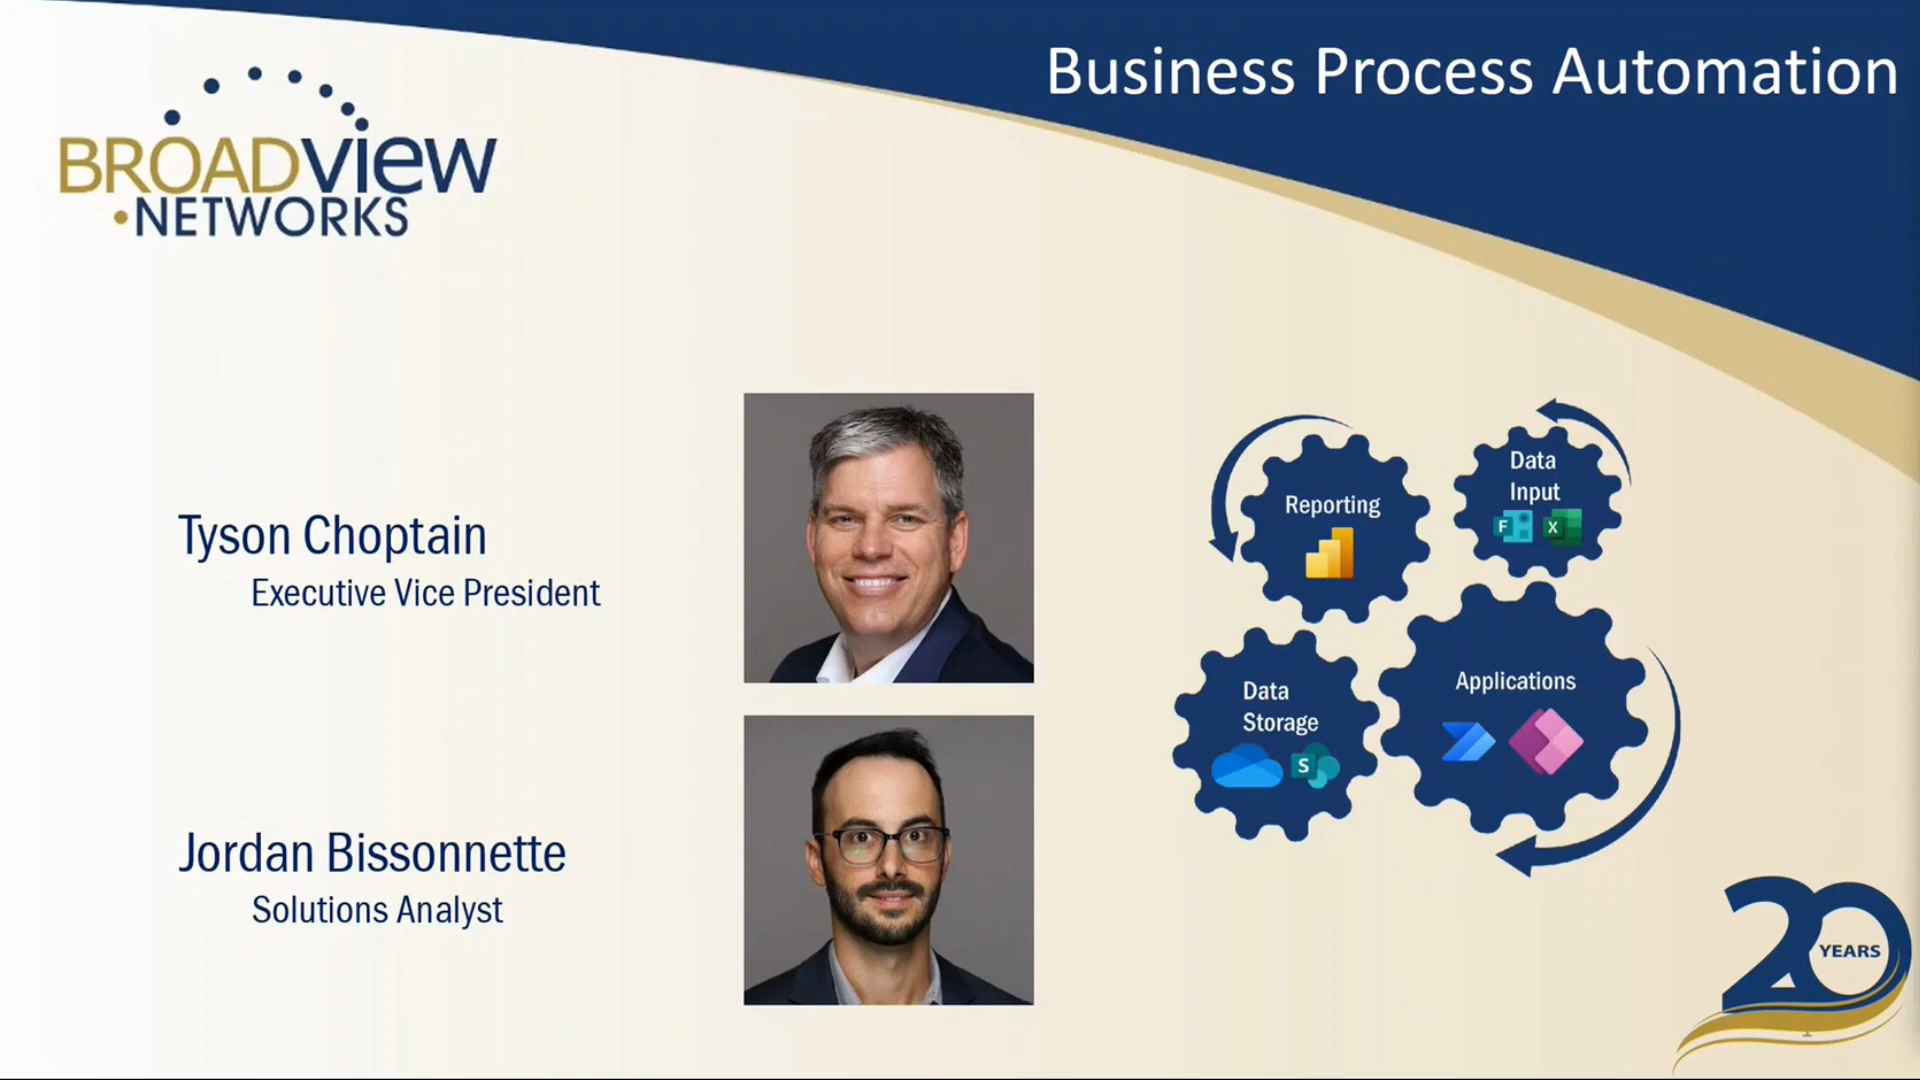 Business Process Automation
BROADVIEW
NETWORKS
Tyson Choptain
Executive Vice President
Jordan Bissonnette
Solutions Analyst
Reporting
Data
Input
F
X
Data
Storage
S
Applications
20
YEARS
1